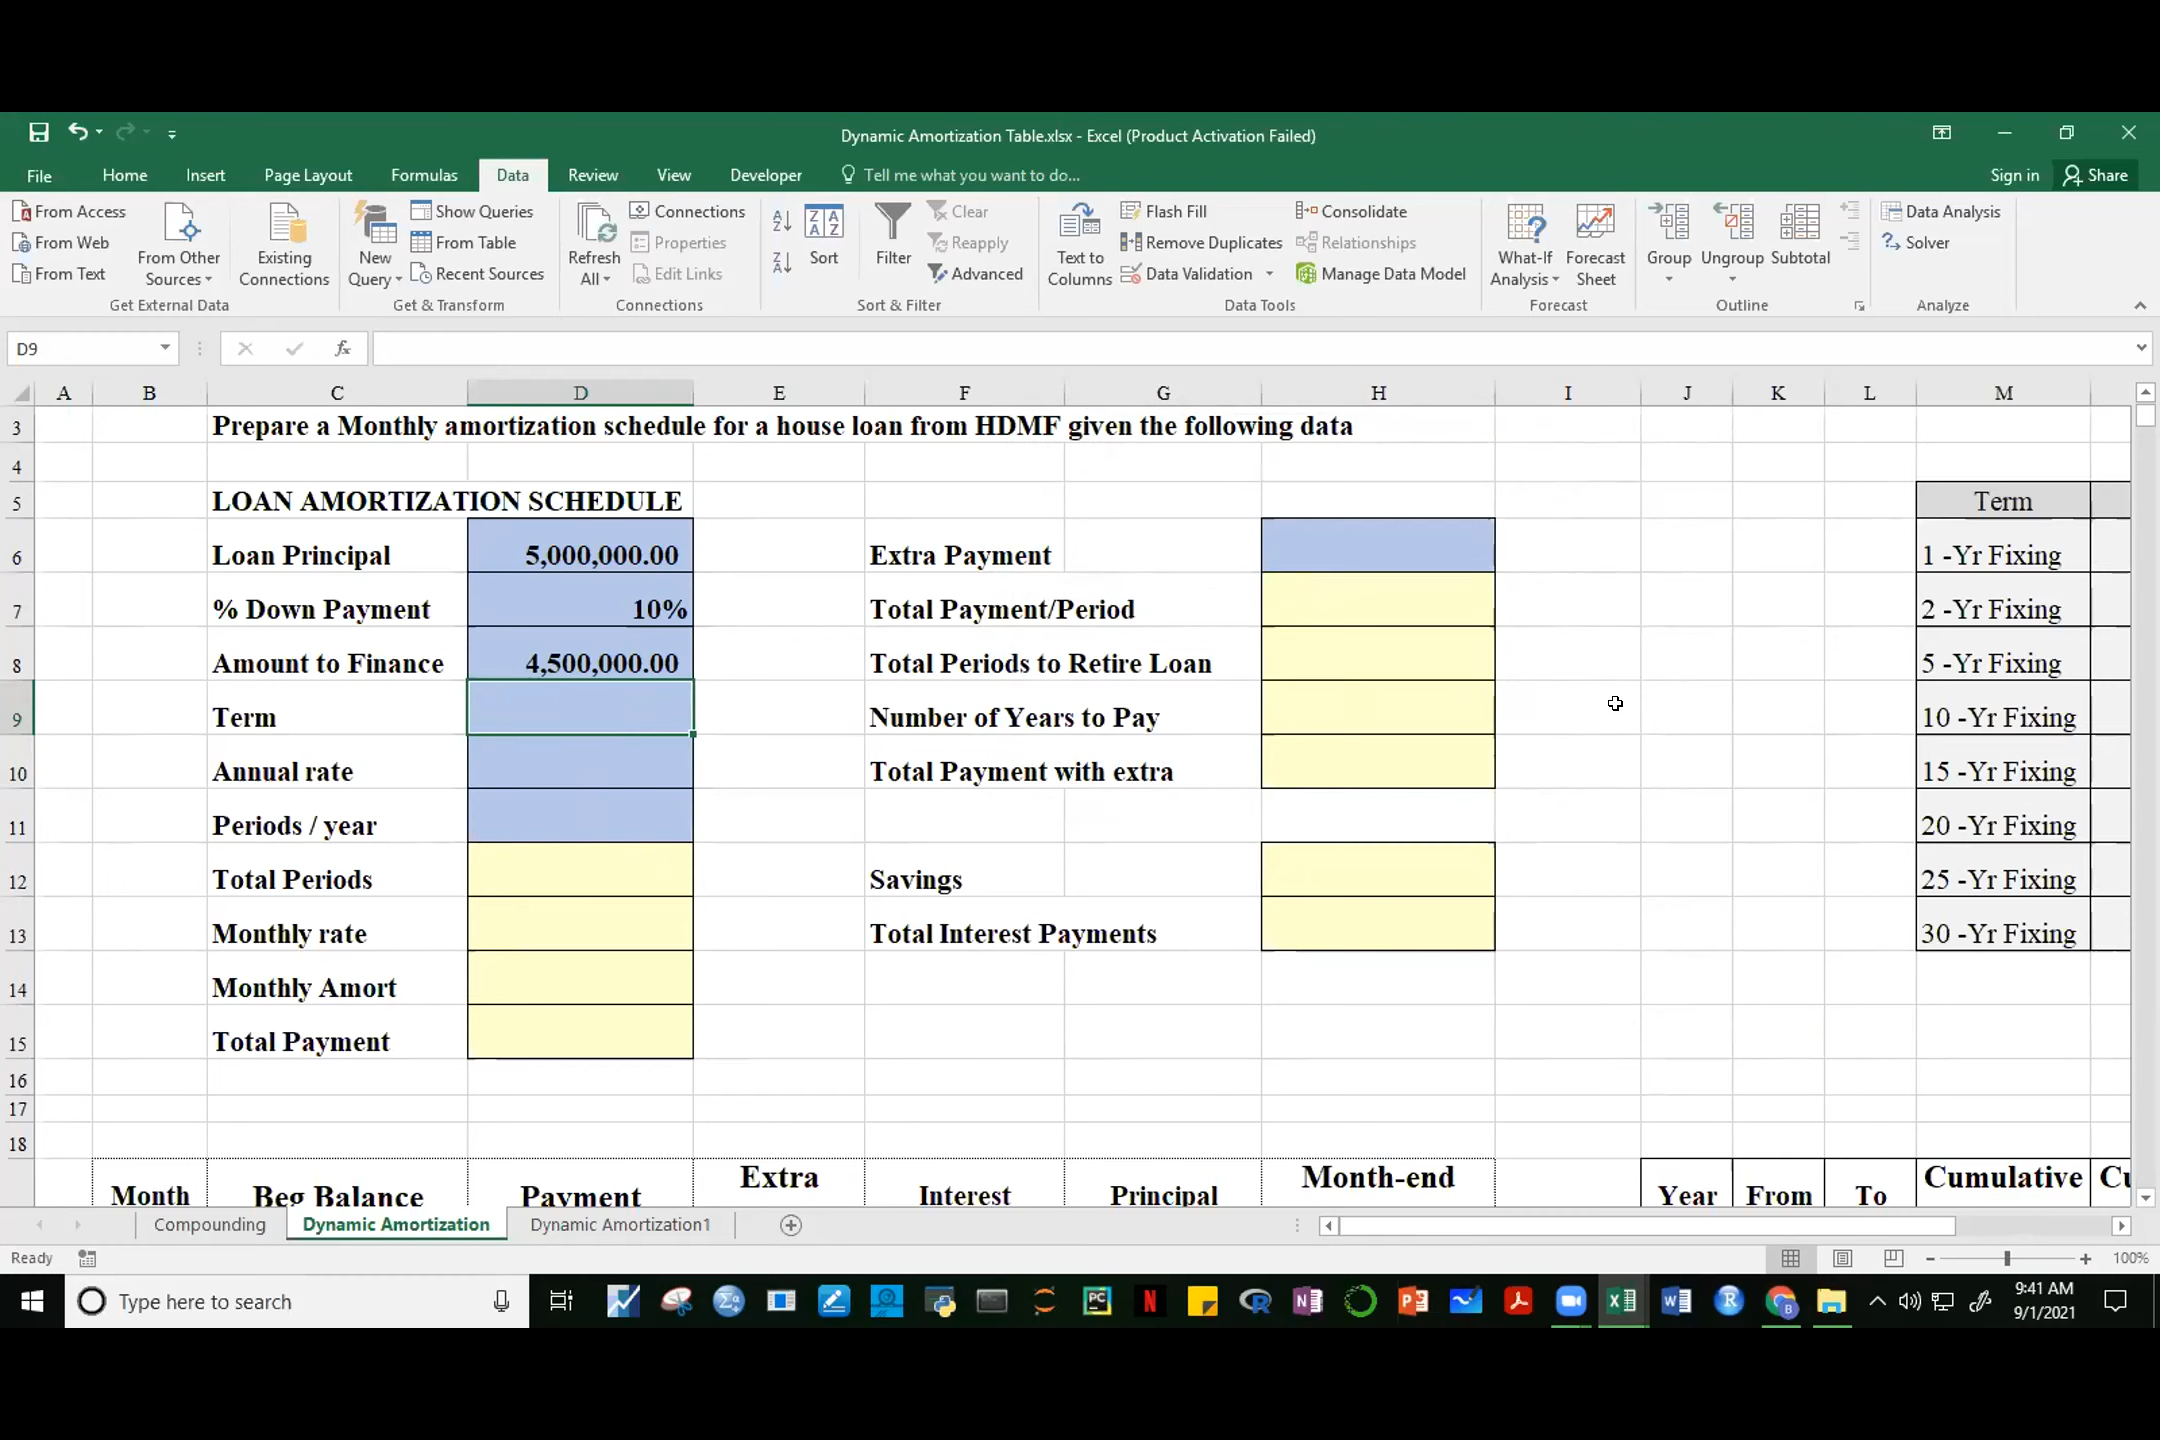 Dynamic Amortization Table.xlsx - Excel (Product Activation Failed)
File Home Insert Page Layout Formulas Data Review View Developer Tell me what you want to do... Sign in Share
From Access
From Web
From Text
From Other Sources
Existing Connections
Get External Data
New Query
Show Queries
From Table
Recent Sources
Get & Transform
Refresh All
Connections
Properties
Edit Links
Connections
Sort
Filter
Clear
Reapply
Advanced
Sort & Filter
Text to Columns
Flash Fill
Remove Duplicates
Data Validation
Consolidate
Relationships
Manage Data Model
Data Tools
What-If Analysis
Forecast Sheet
Forecast
Group
Ungroup
Subtotal
Outline
Data Analysis
Solver
Analyze
D9 fx
A B C D E F G H I J K L M
3 Prepare a Monthly amortization schedule for a house loan from HDMF given the following data
4
5 LOAN AMORTIZATION SCHEDULE Term
6 Loan Principal 5,000,000.00 Extra Payment 1 -Yr Fixing
7 % Down Payment 10% Total Payment/Period 2 -Yr Fixing
8 Amount to Finance 4,500,000.00 Total Periods to Retire Loan 5 -Yr Fixing
9 Term Number of Years to Pay 10 -Yr Fixing
10 Annual rate Total Payment with extra 15 -Yr Fixing
11 Periods / year 20 -Yr Fixing
12 Total Periods Savings 25 -Yr Fixing
13 Monthly rate Total Interest Payments 30 -Yr Fixing
14 Monthly Amort
15 Total Payment
16
17
18
Month Beg Balance Payment Extra Interest Principal Month-end Year From To Cumulative Cu
Compounding Dynamic Amortization Dynamic Amortization1
Ready 100%
Type here to search
9:41 AM
9/1/2021